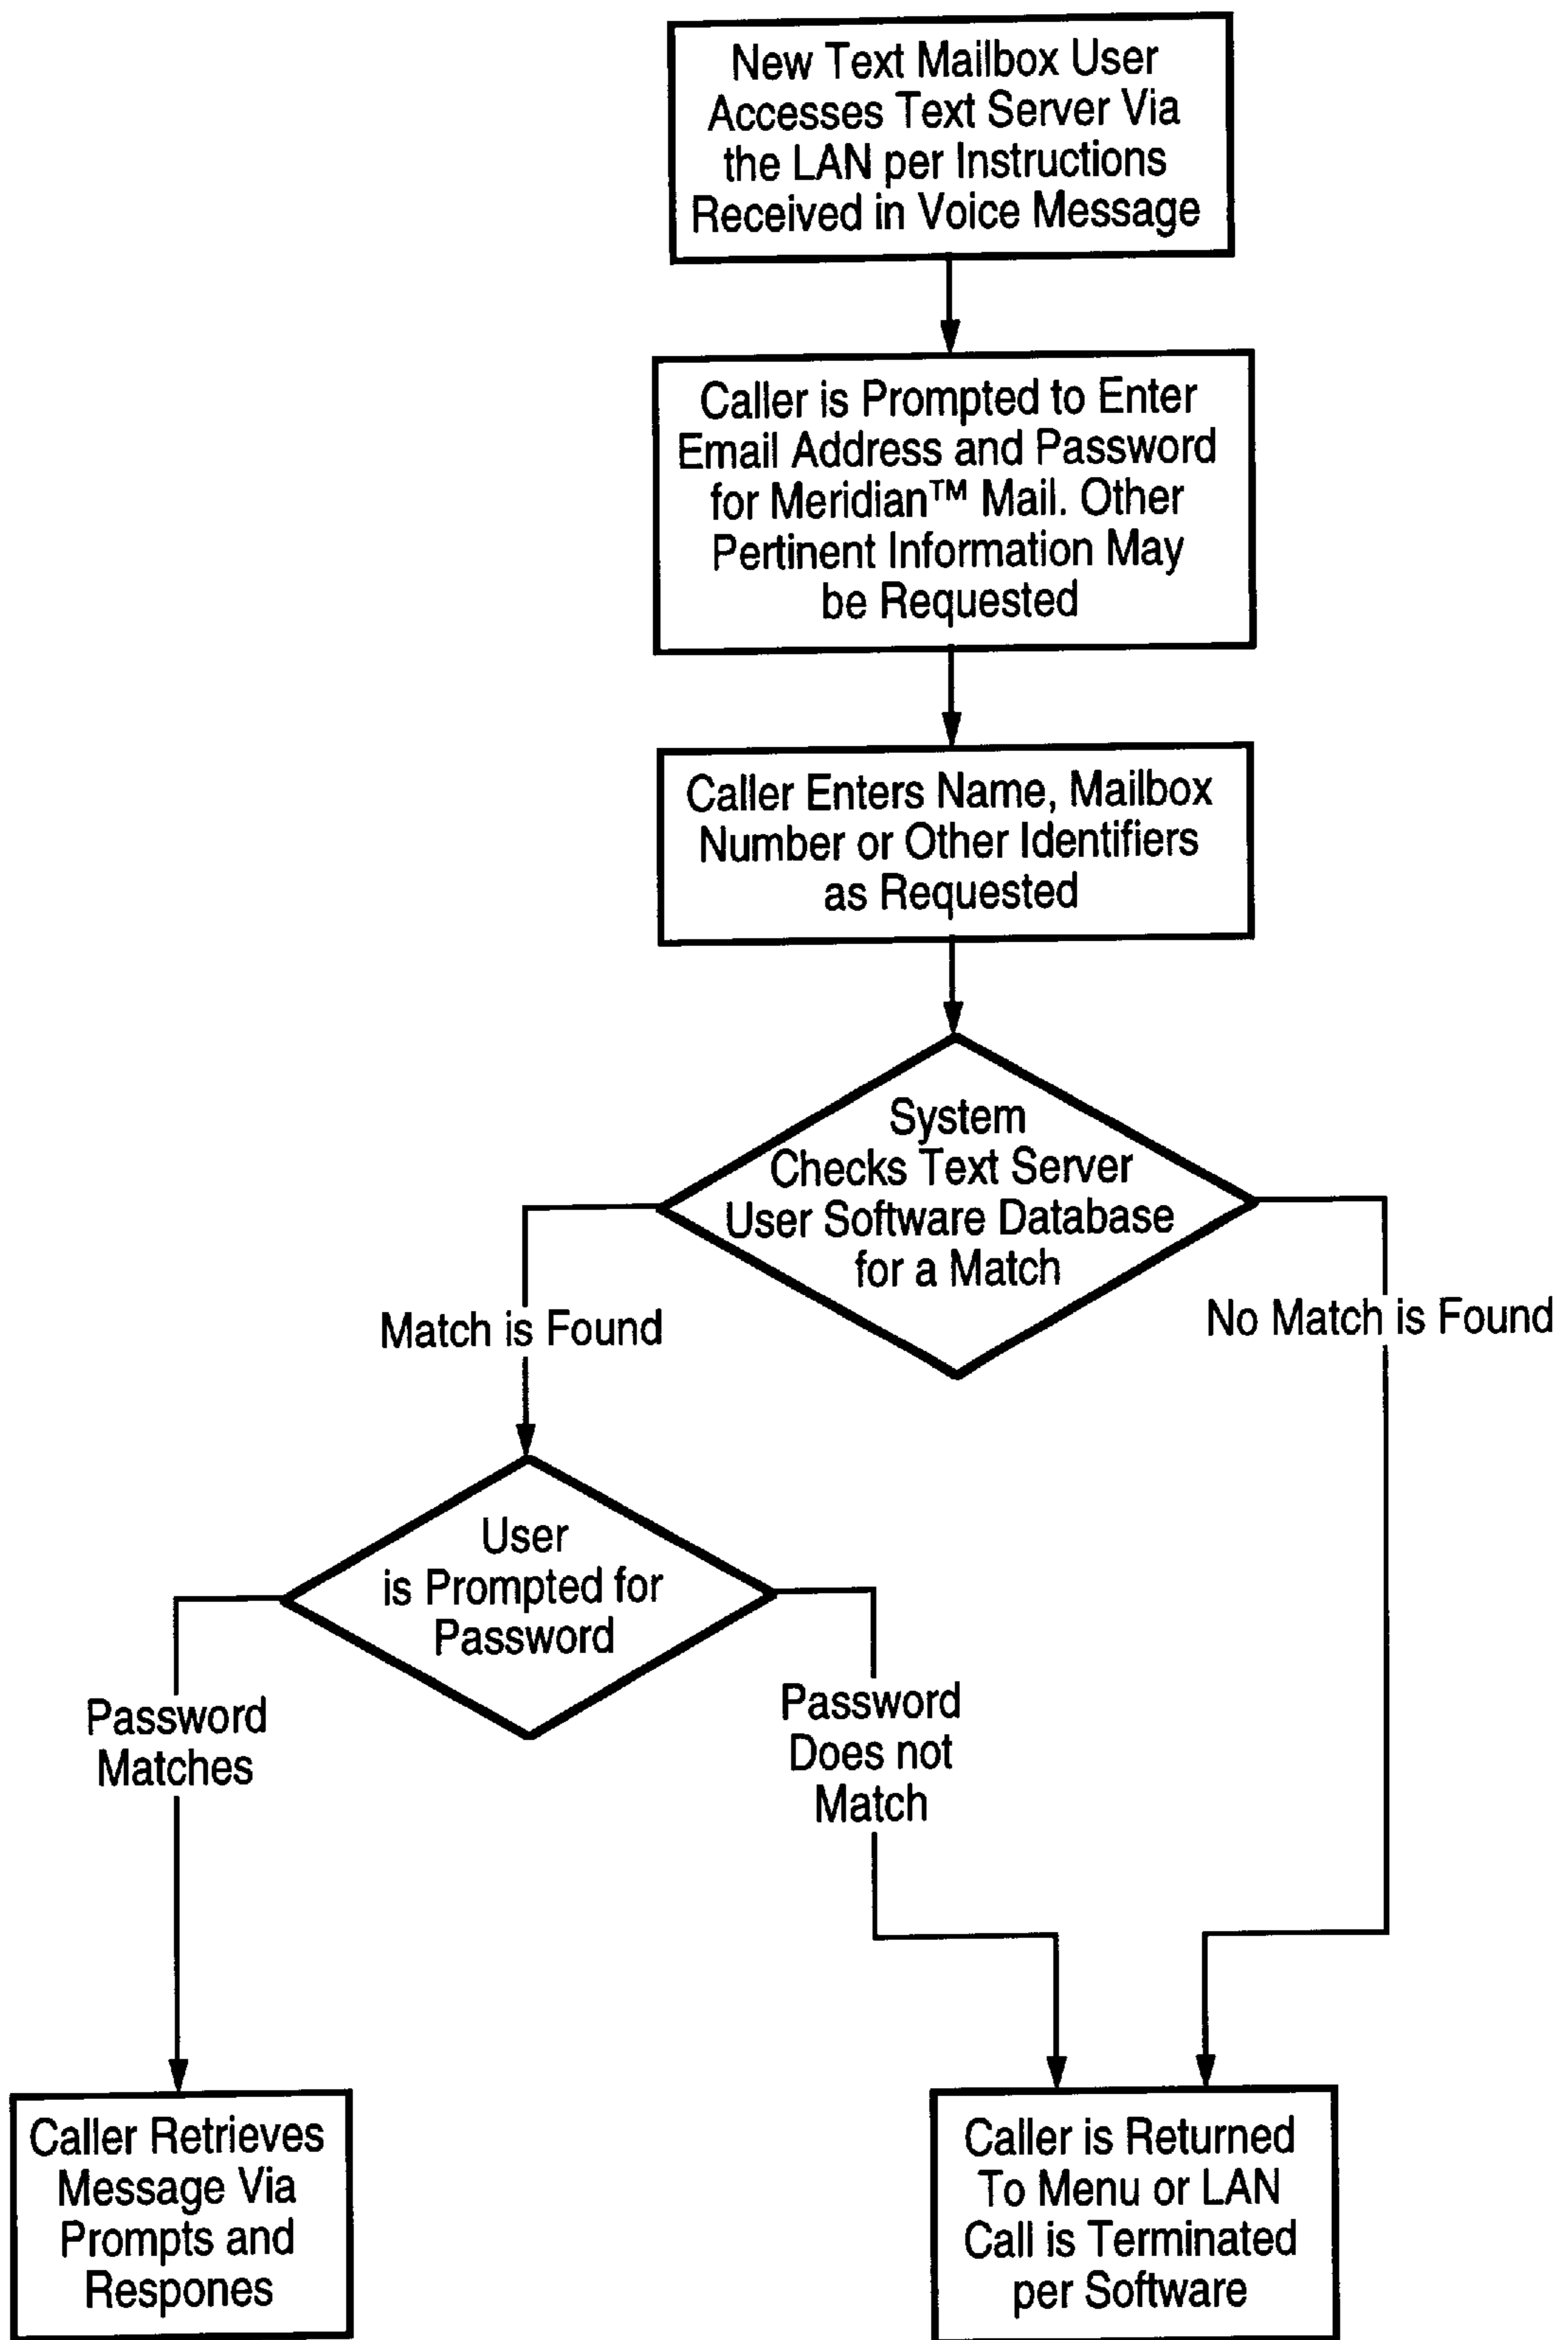 New Text Mailbox User
Accesses Text Server Via
the LAN per Instructions
Received in Voice Message
Caller is Prompted to Enter
Email Address and Password
for Meridian™ Mail. Other
Pertinent Information May
be Requested
Caller Enters Name, Mailbox
Number or Other Identifiers
as Requested
System
Checks Text Server
User Software Database
for a Match
Match is Found
No Match is Found
User
is Prompted for
Password
Password
Matches
Password
Does not
Match
Caller Retrieves
Message Via
Prompts and
Respones
Caller is Returned
To Menu or LAN
Call is Terminated
per Software